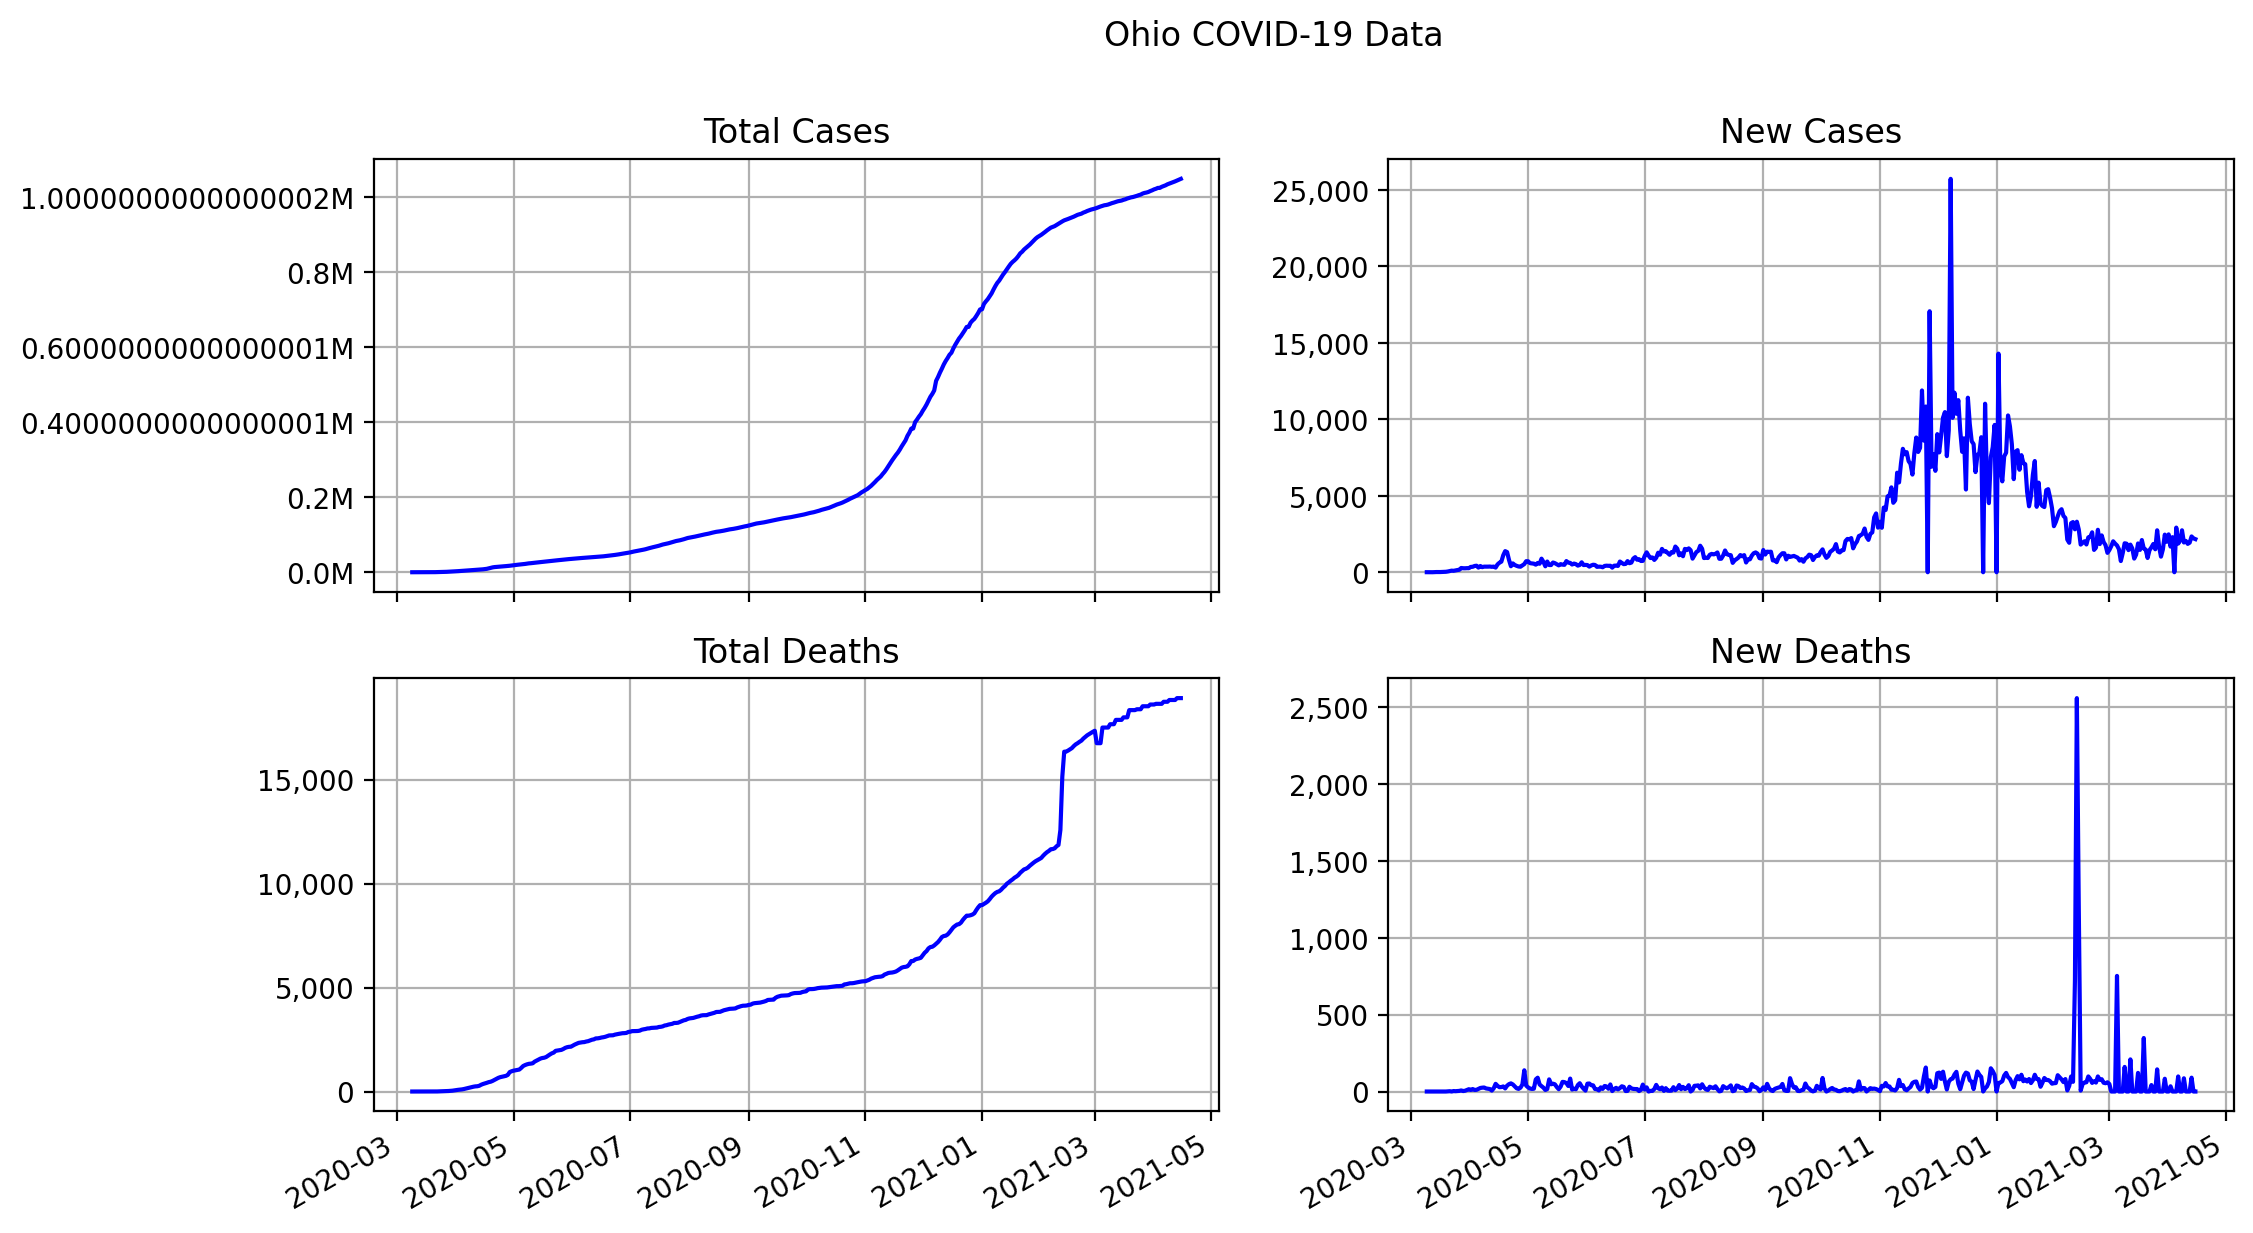 Ohio COVID-19 Data
Total Cases
1.0000000000000002M
0.8M
0.6000000000000001M
0.4000000000000001M
0.2M
0.0M
New Cases
25,000
20,000
15,000
10,000
5,000
0
Total Deaths
15,000
10,000
5,000
0
2020-03
2020-05
2020-07
2020-09
2020-11
2021-01
2021-03
2021-05
New Deaths
2,500
2,000
1,500
1,000
500
0
2020-03
2020-05
2020-07
2020-09
2020-11
2021-01
2021-03
2021-05